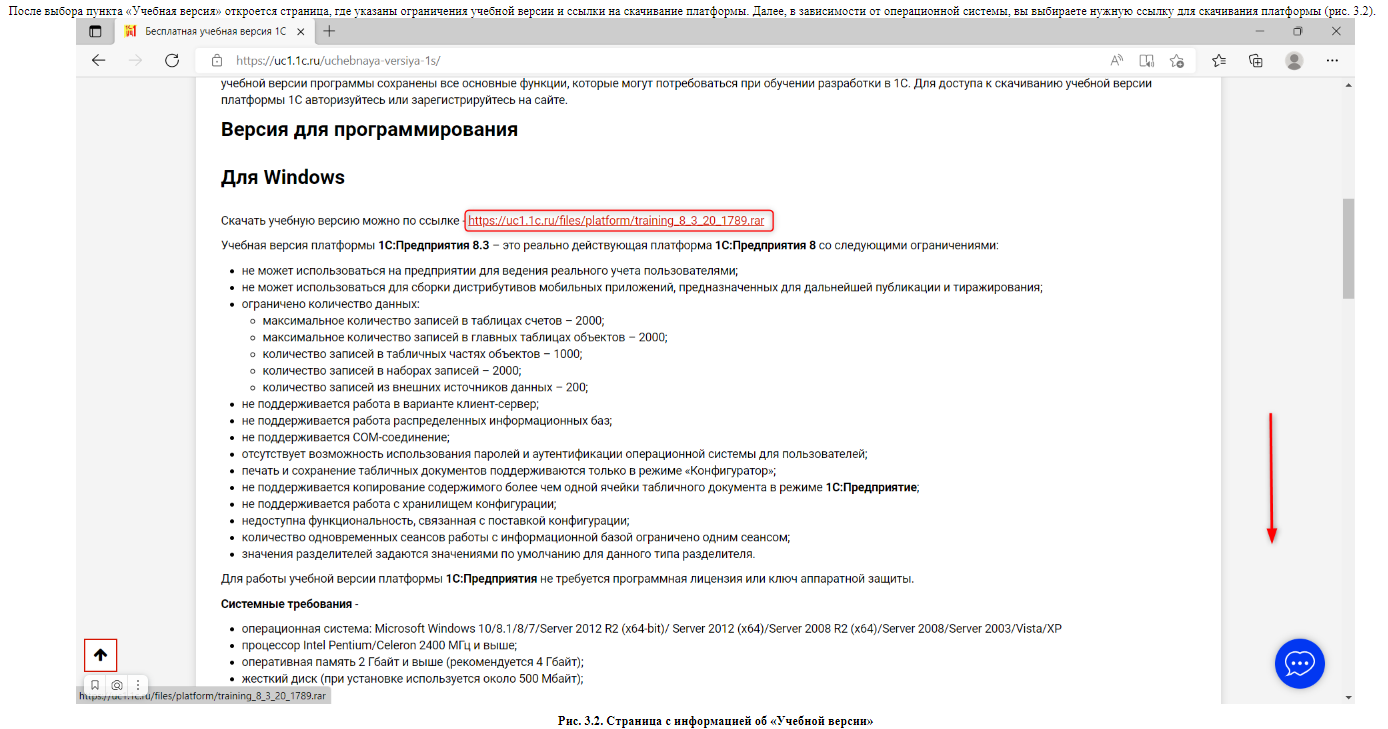 После выбора пункта «Учебная версия» откроется страница, где указаны ограничения учебной версии и ссылки на скачивание платформы. Далее, в зависимости от операционной системы, вы выбираете нужную ссылку для скачивания платформы (рис. 3.2).
Бесплатная учебная версия 1С
https://uc1.1c.ru/uchebnaya-versiya-1s/
учебной версии программы сохранены все основные функции, которые могут потребоваться при обучении разработки в 1С. Для доступа к скачиванию учебной версии
платформы 1С авторизуйтесь или зарегистрируйтесь на сайте.
Версия для программирования
Для Windows
Скачать учебную версию можно по ссылке - https://uc1.1c.ru/files/platform/training_8_3_20_1789.rar
Учебная версия платформы 1С:Предприятия 8.3 – это реально действующая платформа 1С:Предприятия 8 со следующими ограничениями:
• не может использоваться на предприятии для ведения реального учета пользователями;
• не может использоваться для сборки дистрибутивов мобильных приложений, предназначенных для дальнейшей публикации и тиражирования;
• ограничено количество данных:
◦ максимальное количество записей в таблицах счетов – 2000;
◦ максимальное количество записей в главных таблицах объектов – 2000;
◦ количество записей в табличных частях объектов – 1000;
◦ количество записей в наборах записей – 2000;
◦ количество записей из внешних источников данных – 200;
• не поддерживается работа в варианте клиент-сервер;
• не поддерживается работа распределенных информационных баз;
• не поддерживается COM-соединение;
• отсутствует возможность использования паролей и аутентификации операционной системы для пользователей;
• печать и сохранение табличных документов поддерживаются только в режиме «Конфигуратор»;
• не поддерживается копирование содержимого более чем одной ячейки табличного документа в режиме 1С:Предприятие;
• не поддерживается работа с хранилищем конфигурации;
• недоступна функциональность, связанная с поставкой конфигурации;
• количество одновременных сеансов работы с информационной базой ограничено одним сеансом;
• значения разделителей задаются значениями по умолчанию для данного типа разделителя.
Для работы учебной версии платформы 1С:Предприятия не требуется программная лицензия или ключ аппаратной защиты.
Системные требования -
• операционная система: Microsoft Windows 10/8.1/8/7/Server 2012 R2 (x64-bit)/ Server 2012 (x64)/Server 2008 R2 (x64)/Server 2008/Server 2003/Vista/XP
• процессор Intel Pentium/Celeron 2400 МГц и выше;
• оперативная память 2 Гбайт и выше (рекомендуется 4 Гбайт);
• жесткий диск (при установке используется около 500 Мбайт);
https://uc1.1c.ru/files/platform/training_8_3_20_1789.rar
Рис. 3.2. Страница с информацией об «Учебной версии»